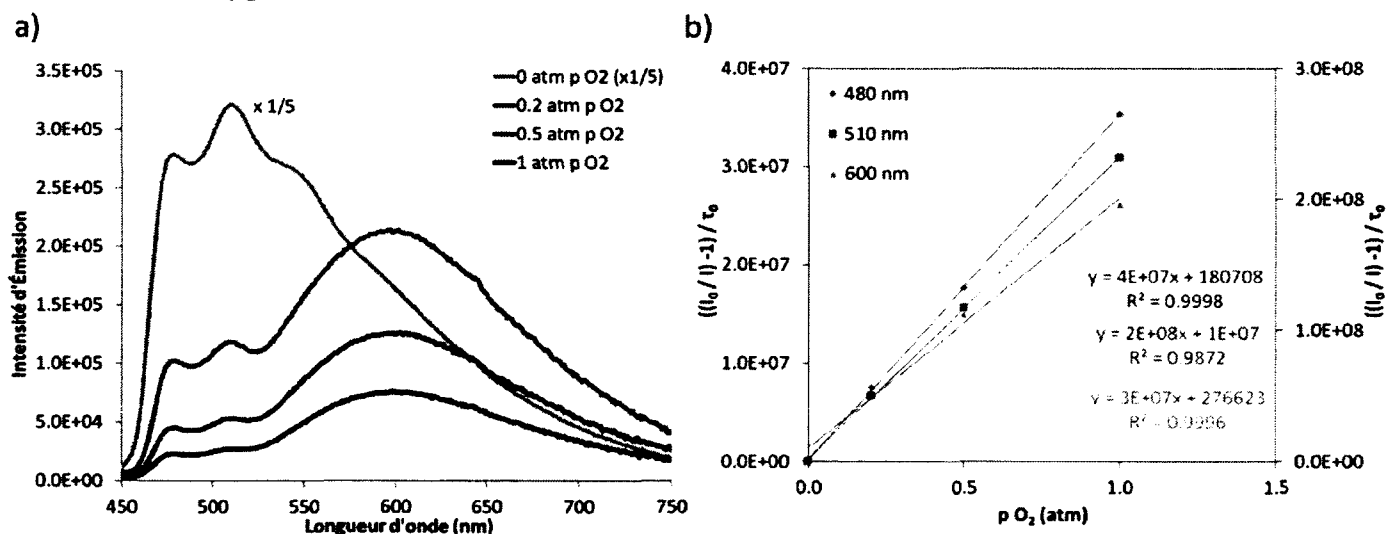 a)
3.5E+05
3.0E+05
2.5E+05
2.0E+05
1.5E+05
1.0E+05
5.0E+04
0.0E+00
Intensité d'Émission
x 1/5
0 atm p O2 (x1/5)
0.2 atm p O2
0.5 atm p O2
1 atm p O2
450 500 550 600 650 700 750
Longueur d'onde (nm)
b)
4.0E+07
3.0E+07
2.0E+07
1.0E+07
0.0E+00
((I₀ / I) -1) / τ₀
480 nm
510 nm
600 nm
y = 4E+07x + 180708
R² = 0.9998
y = 2E+08x + 1E+07
R² = 0.9872
y = 3E+07x + 276623
R² = 0.9996
3.0E+08
2.0E+08
1.0E+08
0.0E+00
((I₀ / I) -1) / τ₀
0.0 0.5 1.0 1.5
p O₂ (atm)